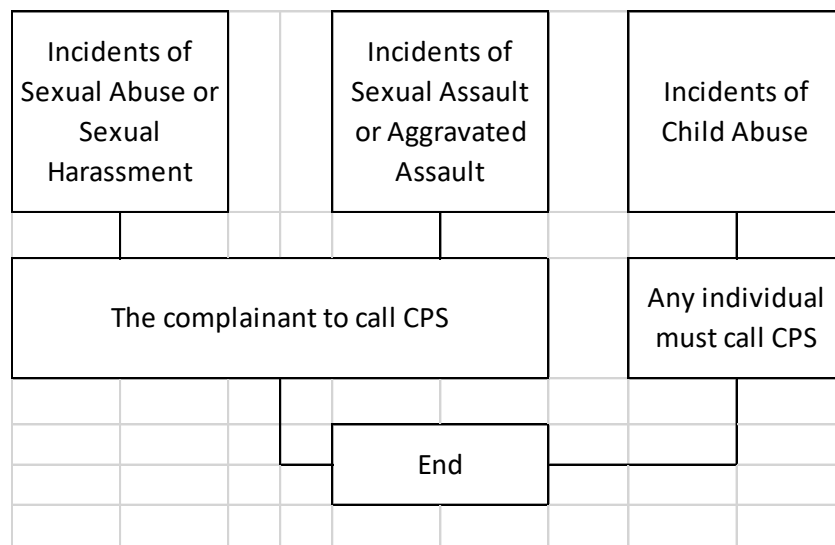 Incidents of
Sexual Abuse or
Sexual
Harassment
Incidents of
Sexual Assault
or Aggravated
Assault
Incidents of
Child Abuse
The complainant to call CPS
Any individual
must call CPS
End